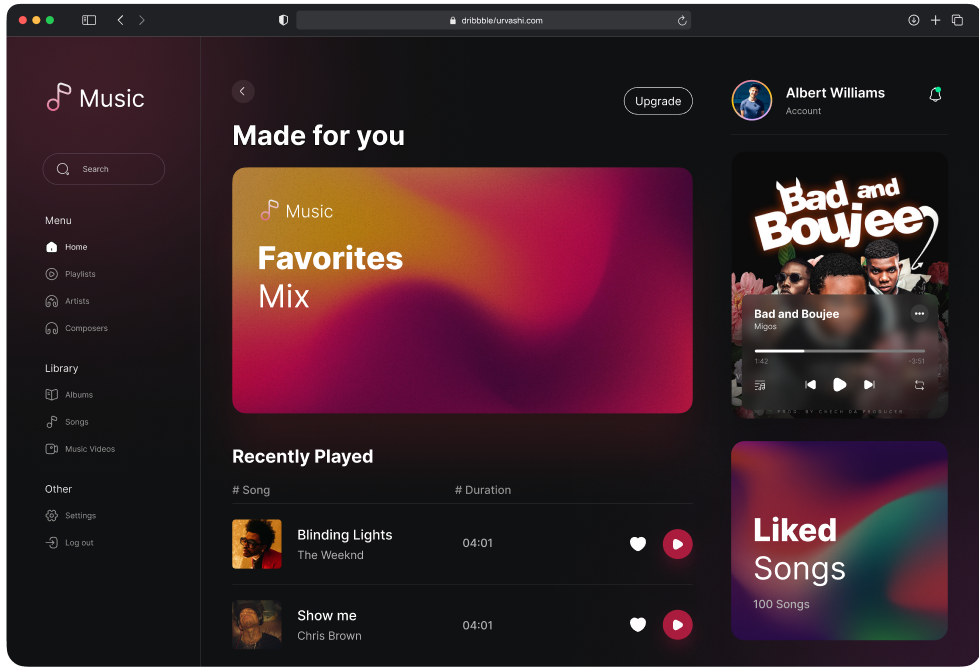 dribbble/urvashi.com
Music
Search
Menu
Home
Playlists
Artists
Composers
Library
Albums
Songs
Music Videos
Other
Settings
Log out
Upgrade
Made for you
Music
Favorites
Mix
Recently Played
# Song
# Duration
Blinding Lights
The Weeknd
04:01
Show me
Chris Brown
04:01
Albert Williams
Account
Bad and
Boujee
Bad and Boujee
Migos
1:42
-3:51
PROD. BY CHECH DA PRODUCER
Liked
Songs
100 Songs